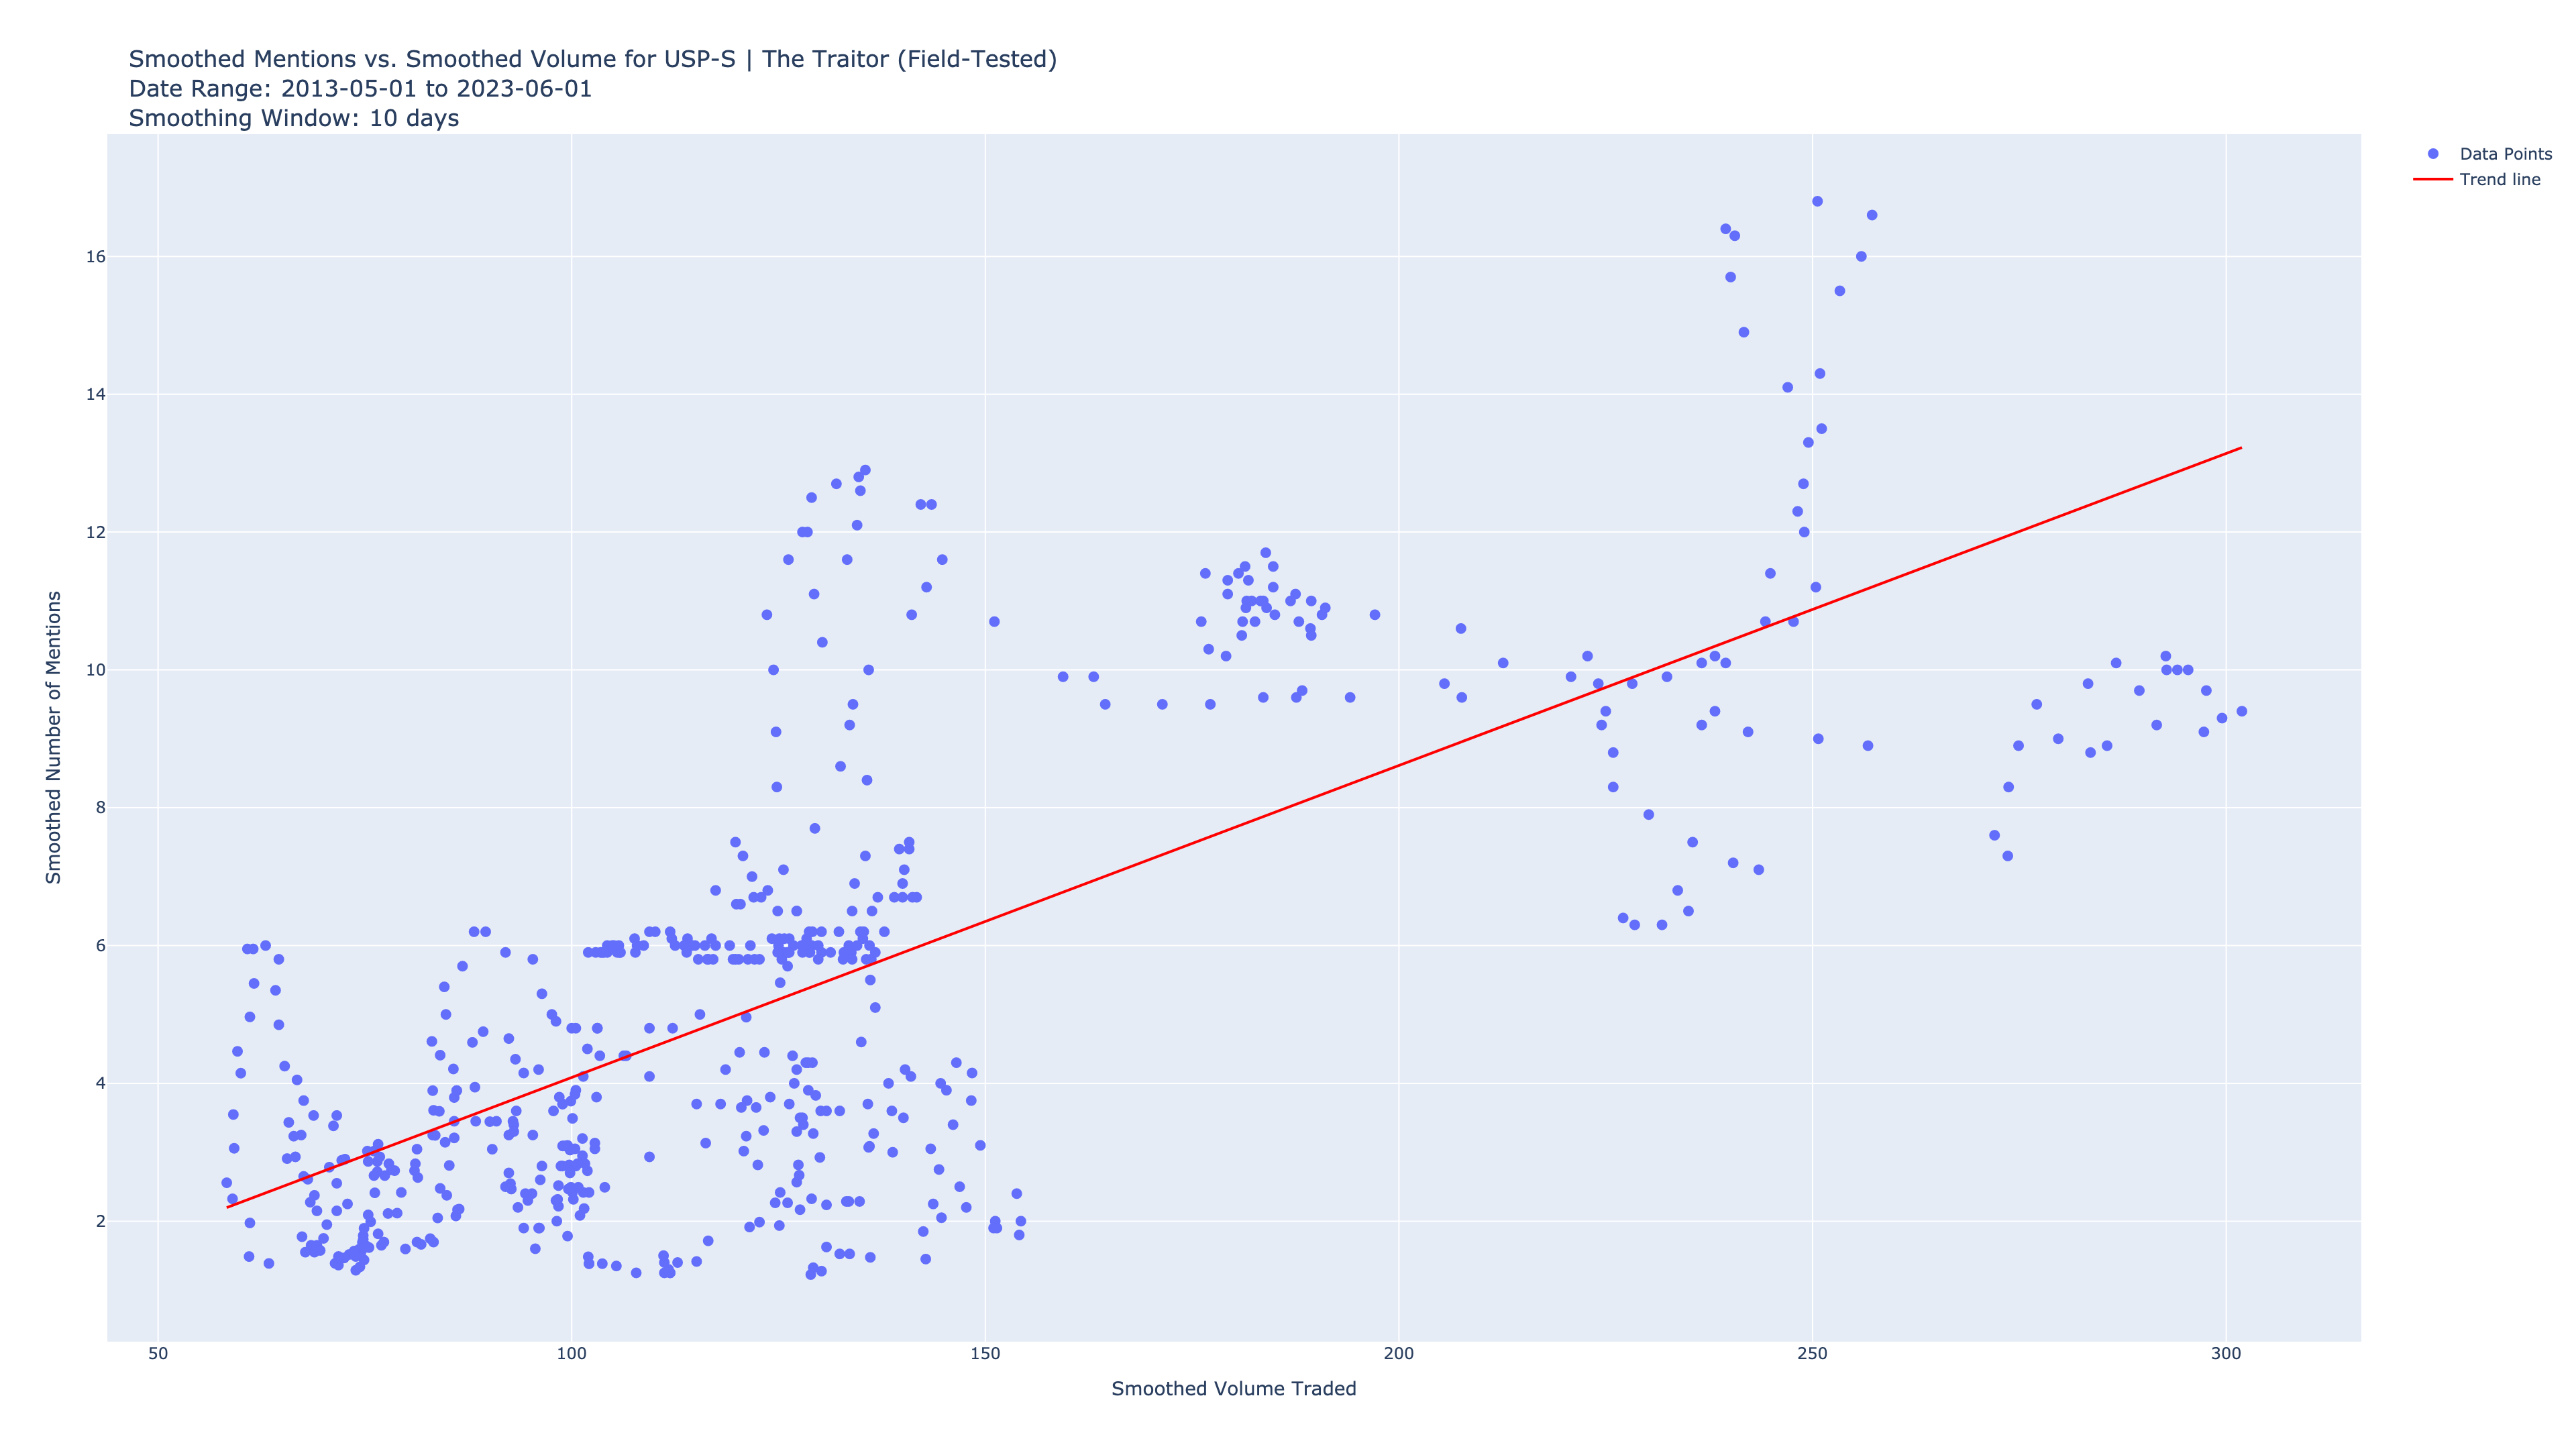 Smoothed Mentions vs. Smoothed Volume for USP-S | The Traitor (Field-Tested)
Date Range: 2013-05-01 to 2023-06-01
Smoothing Window: 10 days
Data Points
Trend line
Smoothed Number of Mentions
16
14
12
10
8
6
4
2
50
100
150
200
250
300
Smoothed Volume Traded